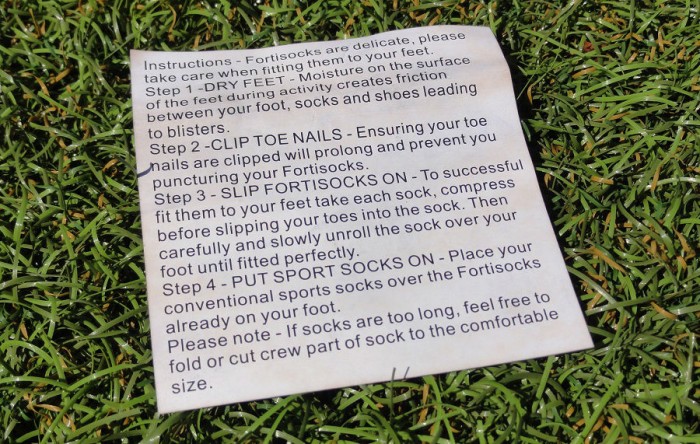 Instructions - Fortisocks are delicate, please
take care when fitting them to your feet.
Step 1 -DRY FEET - Moisture on the surface
of the feet during activity creates friction
between your foot, socks and shoes leading
to blisters.
Step 2 -CLIP TOE NAILS - Ensuring your toe
nails are clipped will prolong and prevent you
puncturing your Fortisocks.
Step 3 - SLIP FORTISOCKS ON - To successful
fit them to your feet take each sock, compress
before slipping your toes into the sock. Then
carefully and slowly unroll the sock over your
foot until fitted perfectly.
Step 4 - PUT SPORT SOCKS ON - Place your
conventional sports socks over the Fortisocks
already on your foot.
Please note - If socks are too long, feel free to
fold or cut crew part of sock to the comfortable
size.